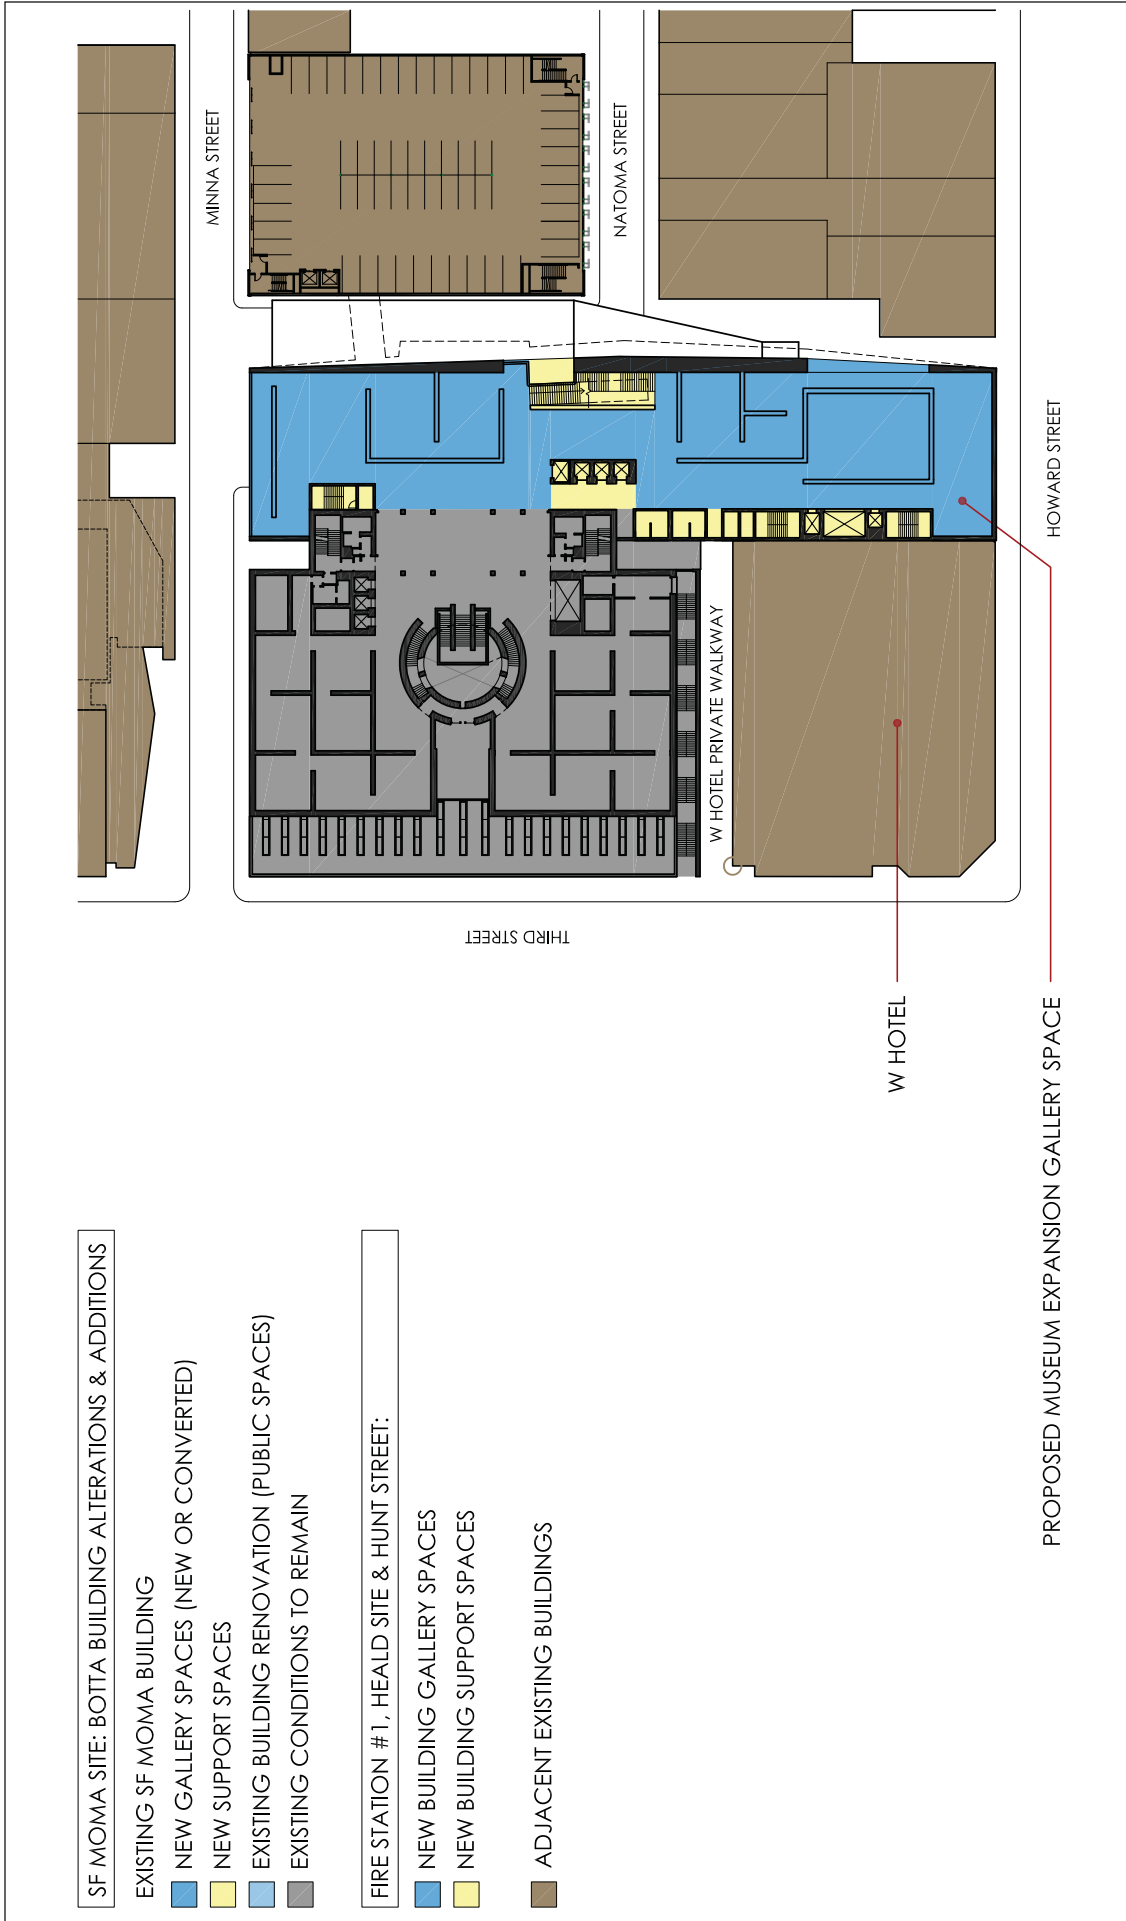 SF MOMA SITE: BOTTA BUILDING ALTERATIONS & ADDITIONS
EXISTING SF MOMA BUILDING
NEW GALLERY SPACES (NEW OR CONVERTED)
NEW SUPPORT SPACES
EXISTING BUILDING RENOVATION (PUBLIC SPACES)
EXISTING CONDITIONS TO REMAIN
FIRE STATION #1, HEALD SITE & HUNT STREET:
NEW BUILDING GALLERY SPACES
NEW BUILDING SUPPORT SPACES
ADJACENT EXISTING BUILDINGS
MINNA STREET
NATOMA STREET
THIRD STREET
W HOTEL PRIVATE WALKWAY
HOWARD STREET
W HOTEL
PROPOSED MUSEUM EXPANSION GALLERY SPACE